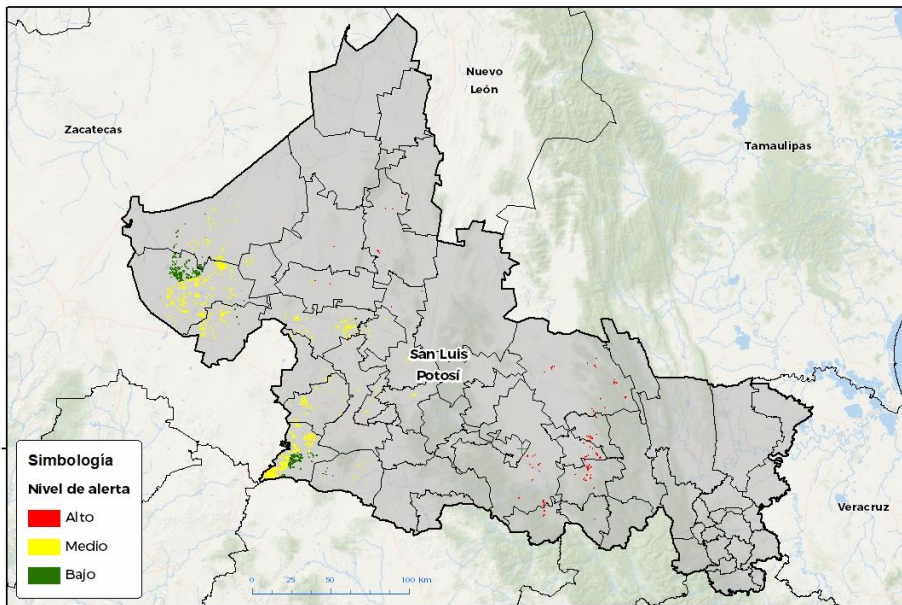 Nuevo
León
Zacatecas
Tamaulipas
San Luis
Potosí
Simbología
Nivel de alerta
Alto
Medio
Bajo
Veracruz
0 25 50 100 Km